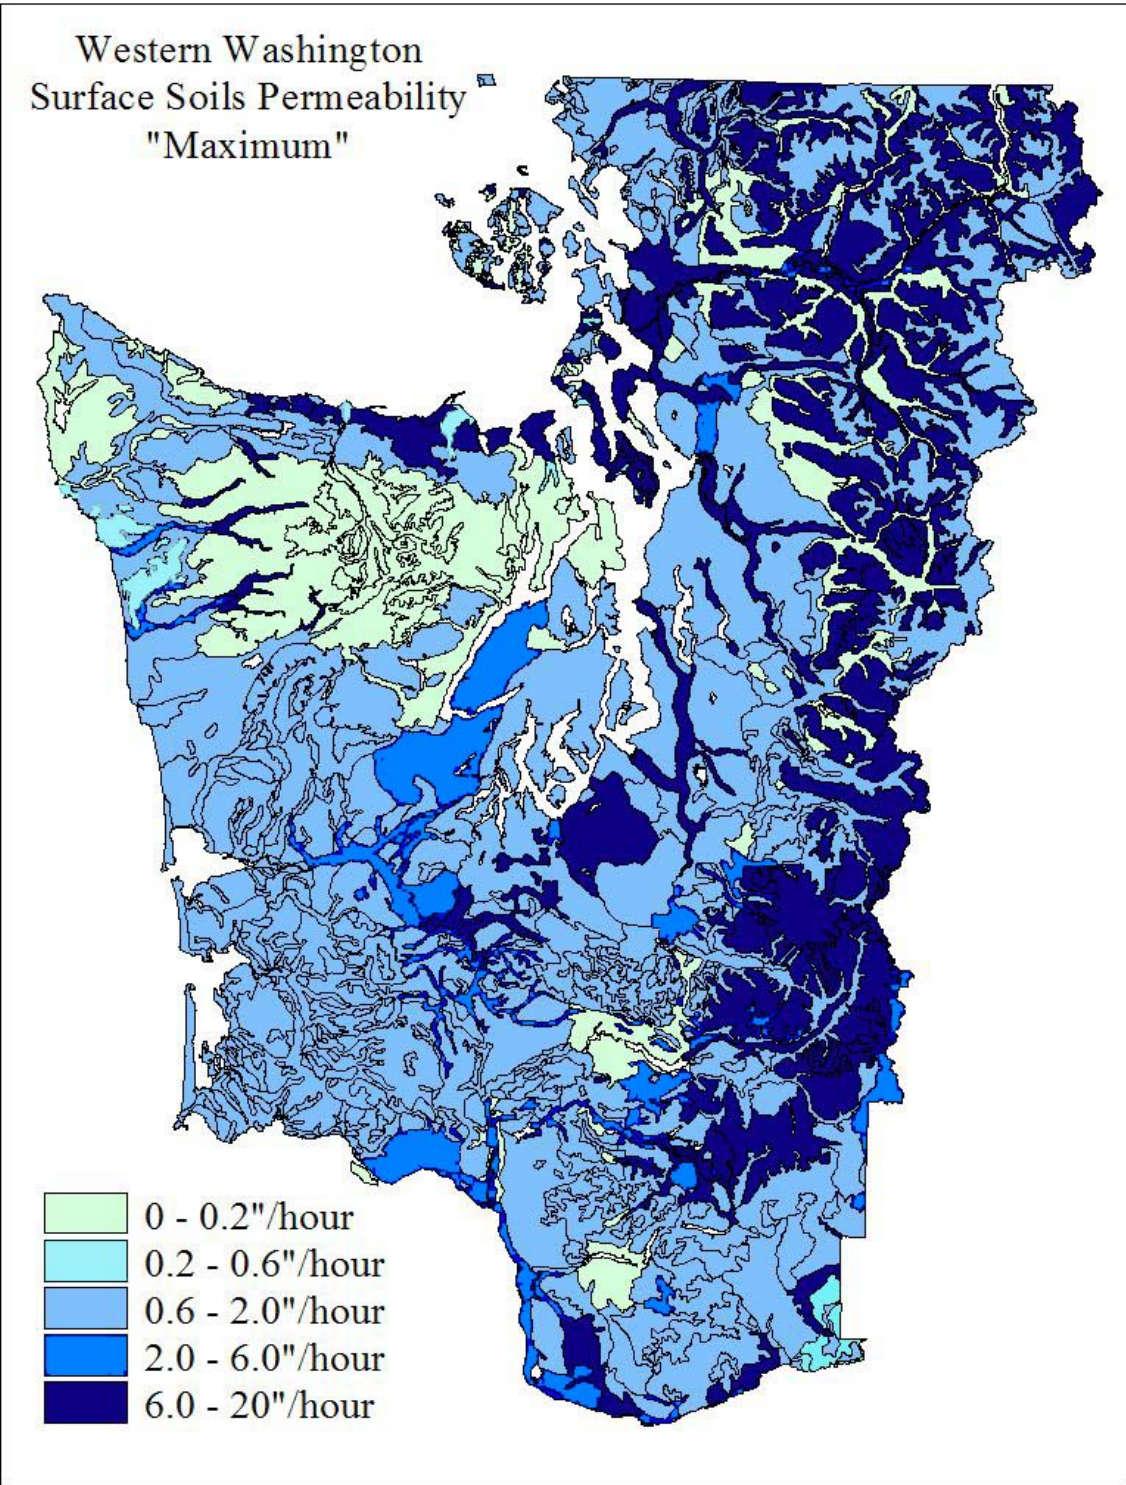 Western Washington
Surface Soils Permeability
"Maximum"
0 - 0.2"/hour
0.2 - 0.6"/hour
0.6 - 2.0"/hour
2.0 - 6.0"/hour
6.0 - 20"/hour